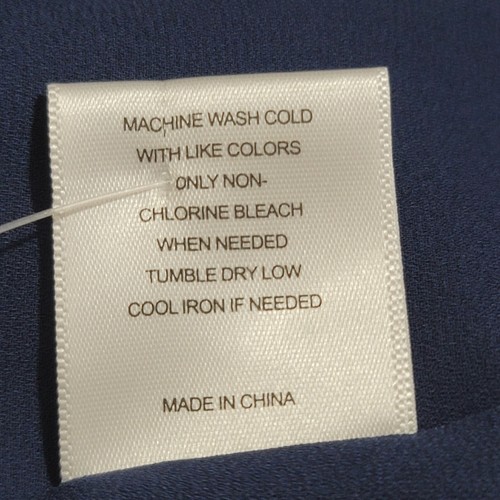 MACHINE WASH COLD
WITH LIKE COLORS
ONLY NON-
CHLORINE BLEACH
WHEN NEEDED
TUMBLE DRY LOW
COOL IRON IF NEEDED
MADE IN CHINA